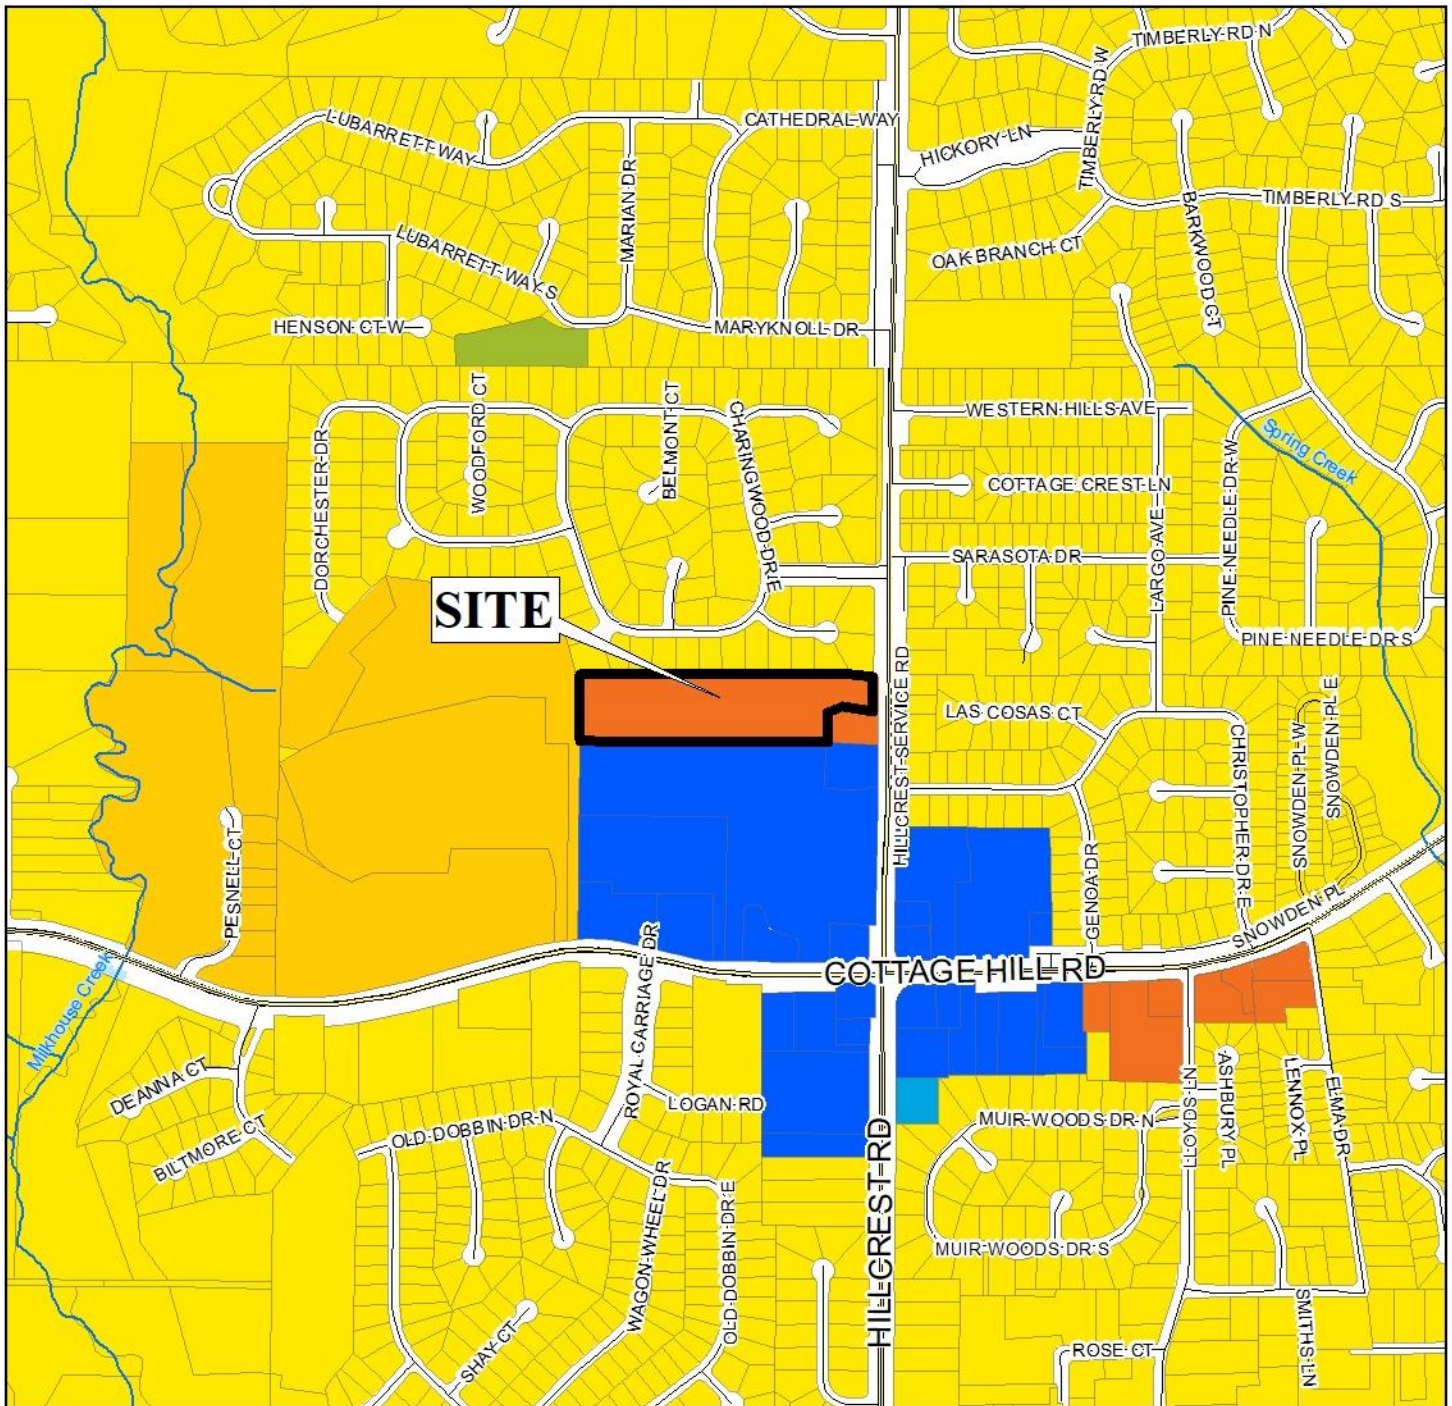 TIMBERLY RD N
LUBARRETT WAY
CATHEDRAL WAY
HICKORY LN
TIMBERLY RD W
MARIAN DR
TIMBERLY RD S
BARKWOOD CT
LUBARRETT WAY S
OAK BRANCH CT
HENSON CT W
MARYKNOLL DR
WOODFORD CT
BELMONT CT
CHARINGWOOD DR E
WESTERN HILLS AVE
DORCHESTER DR
Spring Creek
PINE NEEDLE DR W
COTTAGE CREST LN
LARGO AVE
SARASOTA DR
SITE
PINE NEEDLE DR S
HILLCREST SERVICE RD
LAS COSAS CT
SNOWDEN PL E
SNOWDEN PL W
CHRISTOPHER DR E
PESNELL CT
GENOA DR
SNOWDEN PL
COTTAGE HILL RD
Milkhouse Creek
ROYAL CARRIAGE DR
DEANNA CT
LOGAN RD
BILTMORE CT
OLD DOBBIN DR N
MUIR WOODS DR N
LLOYDS LN
ASHBURY PL
LENNOX PL
ELMA DR
HILLCREST RD
WAGON WHEEL DR
OLD DOBBIN DR E
MUIR WOODS DR S
SHAY CT
ROSE CT
SMITHS LN